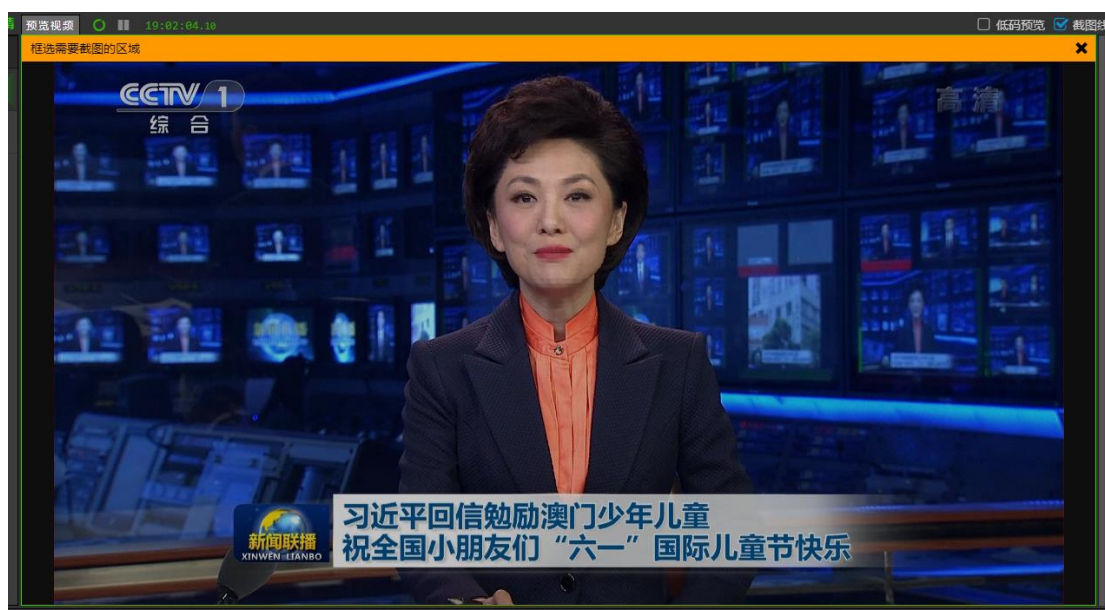 预览视频
19:02:04.10
低码预览
框选需要截图的区域
CCTV 1
综合
高清
习近平回信勉励澳门少年儿童
祝全国小朋友们“六一”国际儿童节快乐
新闻联播
XINWEN LIANBO